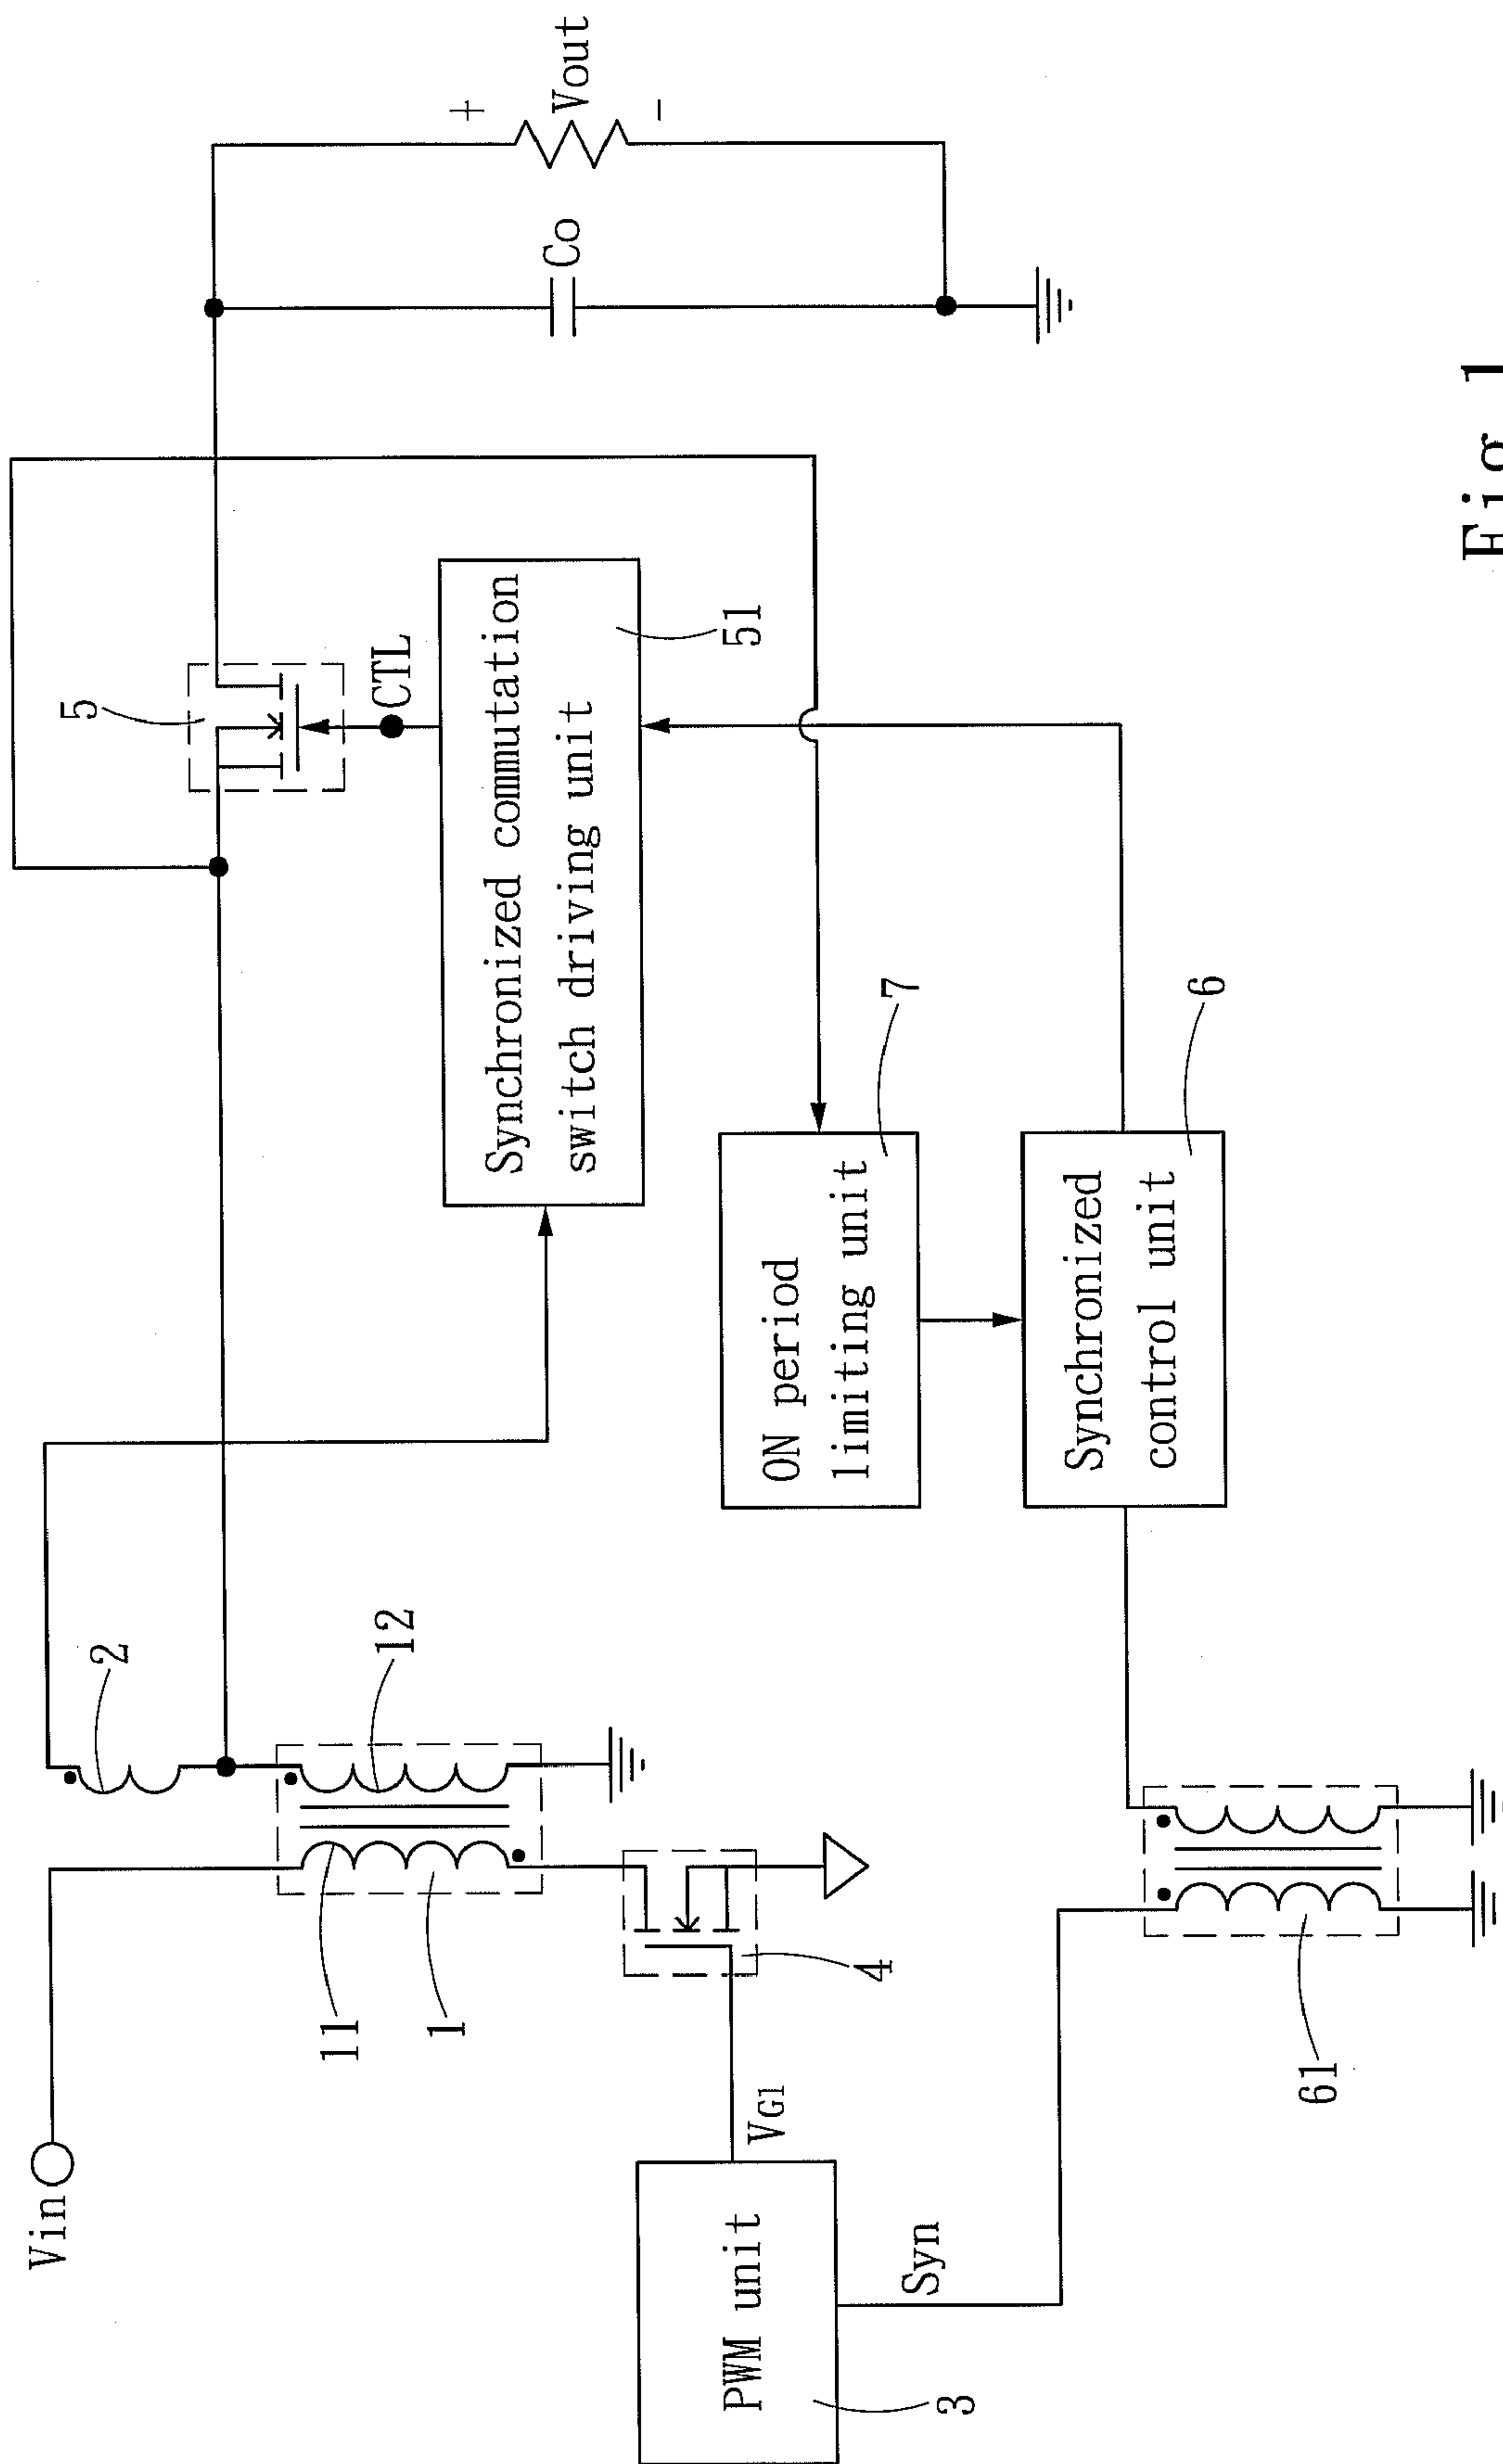 Vin
11
1
2
12
5
CTL
+
Vout
-
Co
Synchronized commutation
switch driving unit
51
4
VG1
PWM unit
3
Syn
ON period
limiting unit
7
Synchronized
control unit
6
61
Fig 1